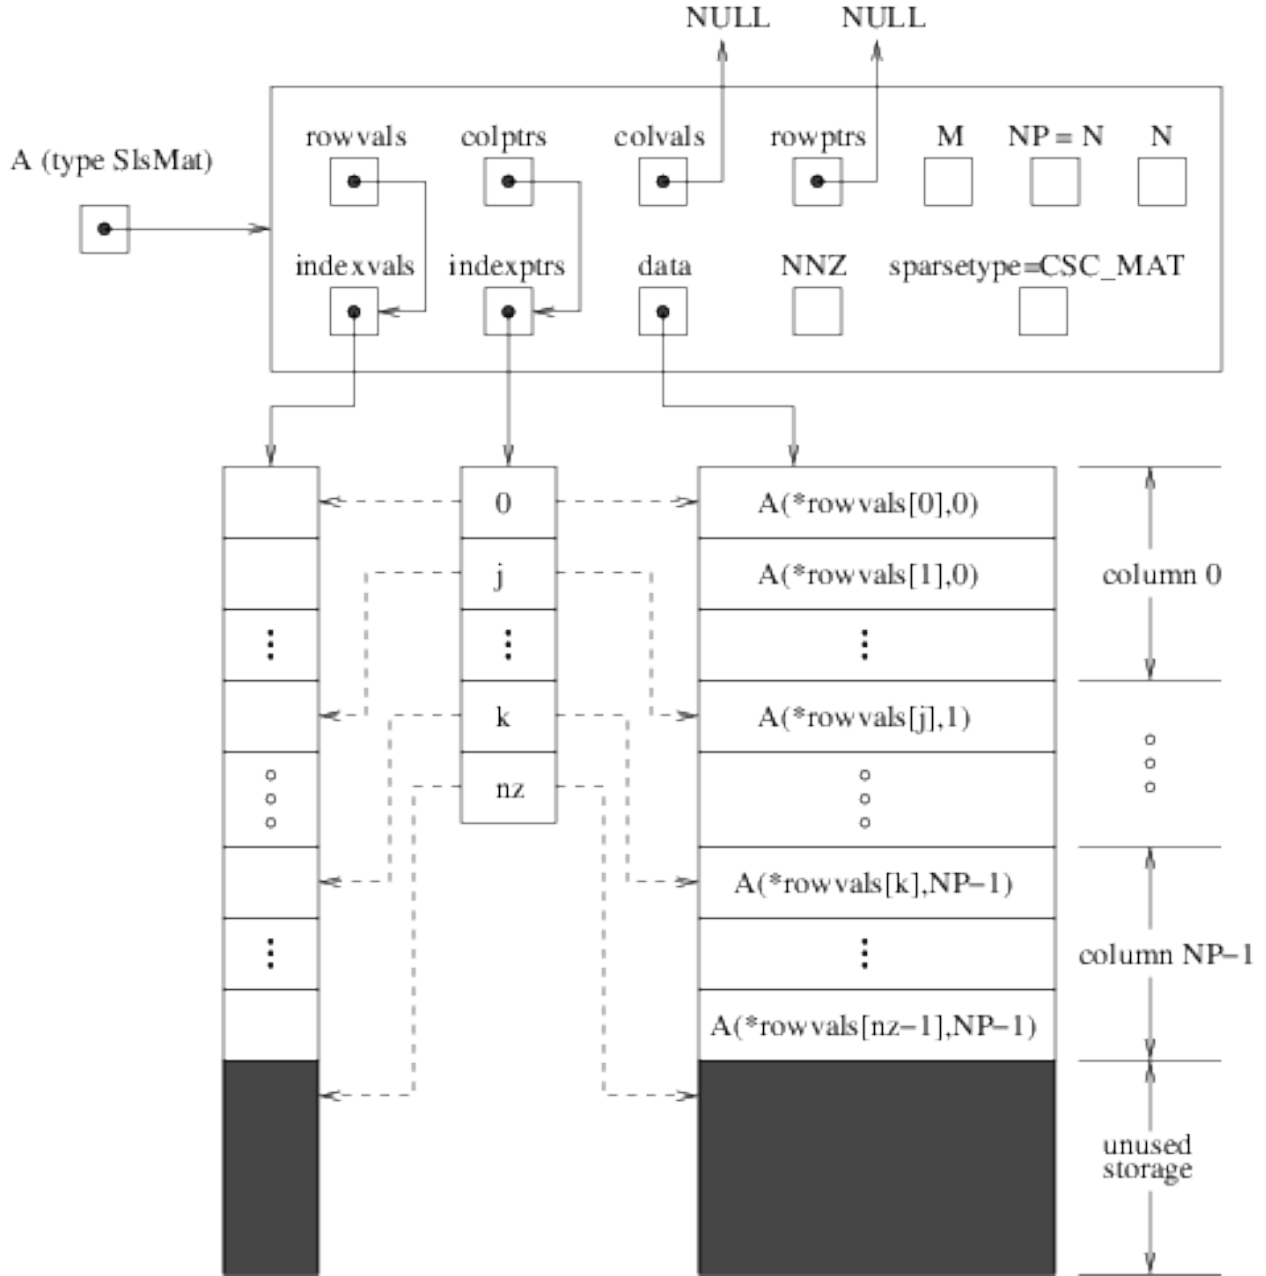 NULL NULL
rowvals colptrs colvals rowptrs M NP = N N
A (type SlsMat)
indexvals indexptrs data NNZ sparsetype=CSC_MAT
0 A(*rowvals[0],0)
j A(*rowvals[1],0) column 0
k A(*rowvals[j],1)
nz
A(*rowvals[k],NP-1)
column NP-1
A(*rowvals[nz-1],NP-1)
unused
storage